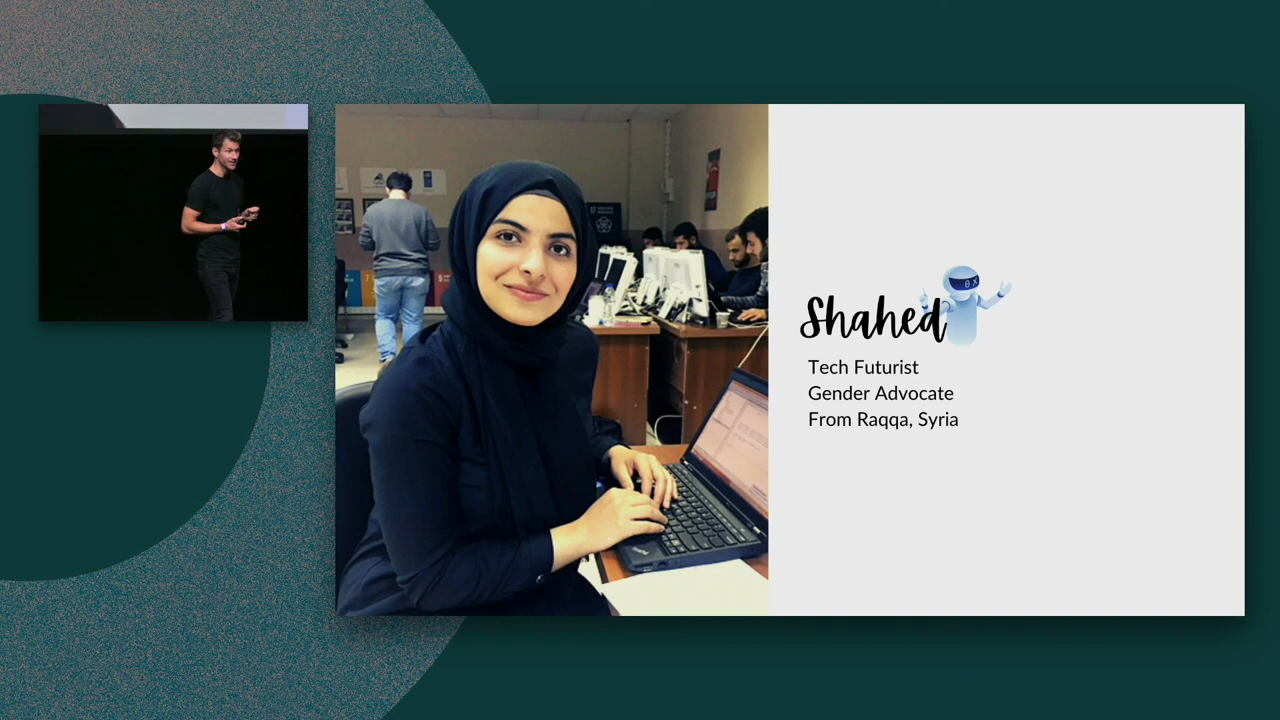 Shahed
Tech Futurist
Gender Advocate
From Raqqa, Syria